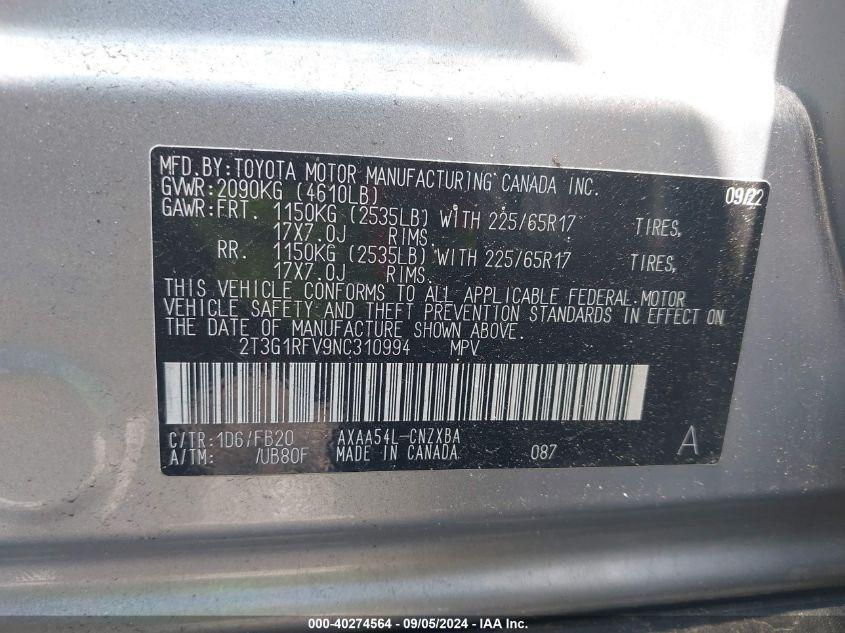 MFD.BY:TOYOTA MOTOR MANUFACTURING CANADA INC.
GVWR:2090KG (4610LB) 09/22
GAWR:FRT. 1150KG (2535LB) WITH 225/65R17 TIRES,
17X7.0J RIMS.
RR. 1150KG (2535LB) WITH 225/65R17 TIRES,
17X7.0J RIMS.
THIS VEHICLE CONFORMS TO ALL APPLICABLE FEDERAL MOTOR
VEHICLE SAFETY AND THEFT PREVENTION STANDARDS IN EFFECT ON
THE DATE OF MANUFACTURE SHOWN ABOVE.
2T3G1RFV9NC310994 MPV
C/TR:1D6/FB20 AXAA54L-CNZXBA
A/TM: /UB80F MADE IN CANADA 087 A
000-40274564 - 09/05/2024 - IAA Inc.